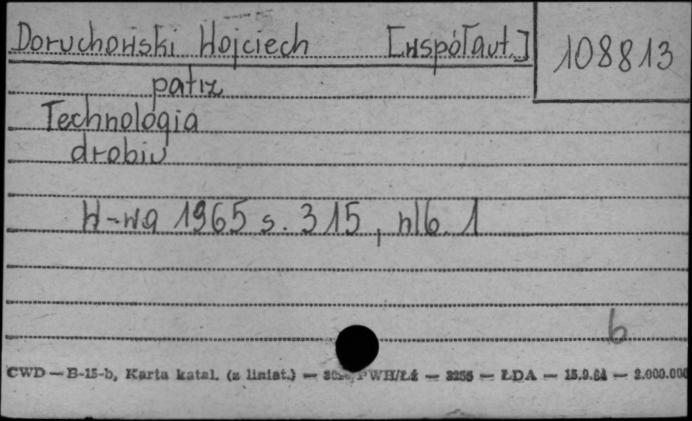 Doruchowski Wojciech [współaut.] 108813
patrz
Technologia
drobiu
W-wa 1965 s. 315, nlb. 1
b
CWD — B-15-b, Karta katal. (z liniat.) — PWH/Łź — 3255 — ŁDA — 15.9.64 — 2.000.000